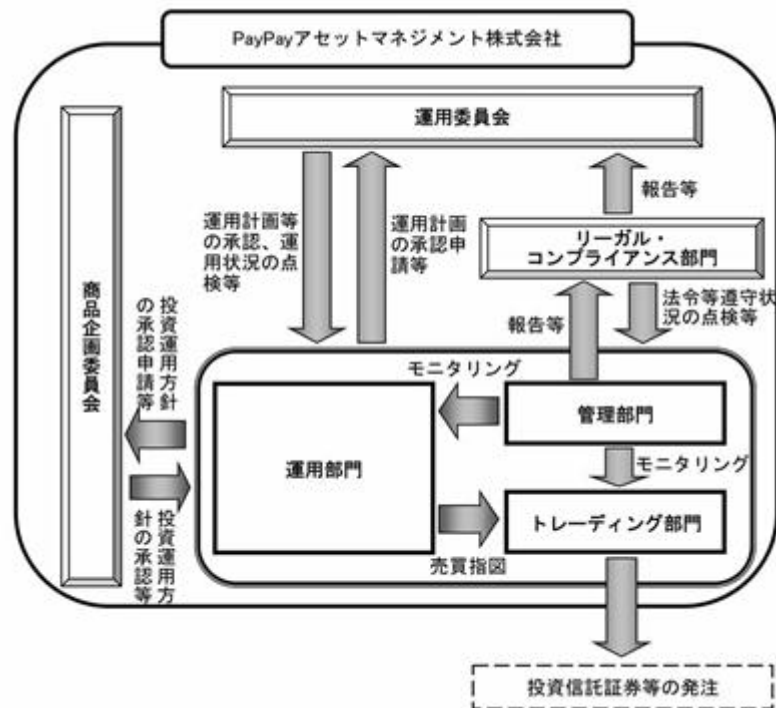 PayPayアセットマネジメント株式会社
運用委員会
運用計画等
の承認、運
用状況の点
検等
運用計画
の承認申
請等
報告等
リーガル・
コンプライアンス部門
報告等
法令等遵守状
況の点検等
商品企画委員会
投資運用方針
の承認申請等
投資運用方
針の承認等
モニタリング
管理部門
運用部門
モニタリング
トレーディング部門
売買指図
投資信託証券等の発注